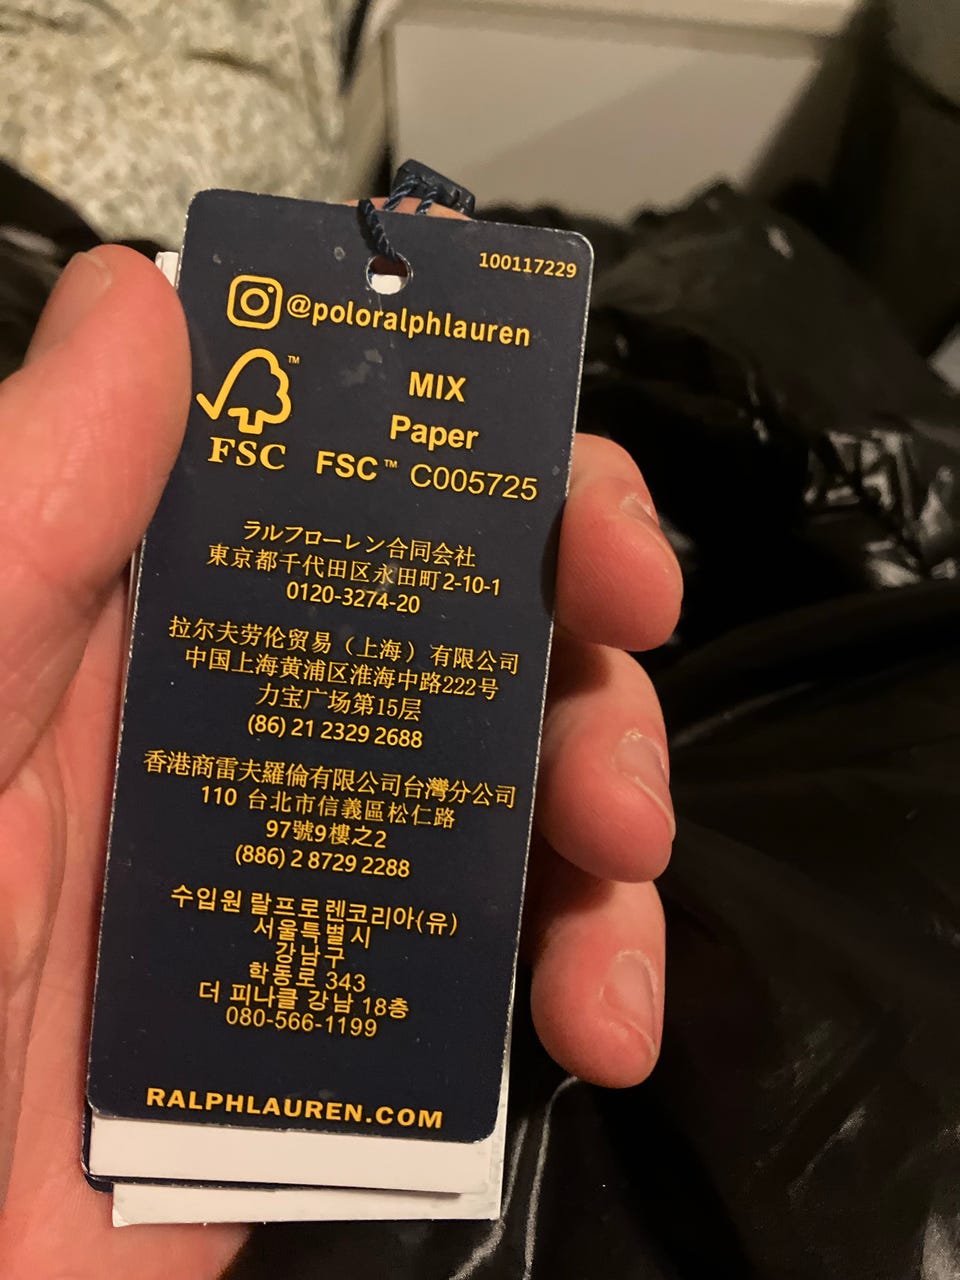 100117229
@poloralphlauren
MIX
Paper
FSC™ C005725
™
FSC
ラルフローレン合同会社
東京都千代田区永田町2-10-1
0120-3274-20
拉尔夫劳伦贸易（上海）有限公司
中国上海黄浦区淮海中路222号
力宝广场第15层
(86) 21 2329 2688
香港商雷夫羅倫有限公司台灣分公司
110 台北市信義區松仁路
97號9樓之2
(886) 2 8729 2288
수입원 랄프로렌코리아(유)
서울특별시
강남구
학동로 343
더 피나클 강남 18층
080-566-1199
RALPHLAUREN.COM